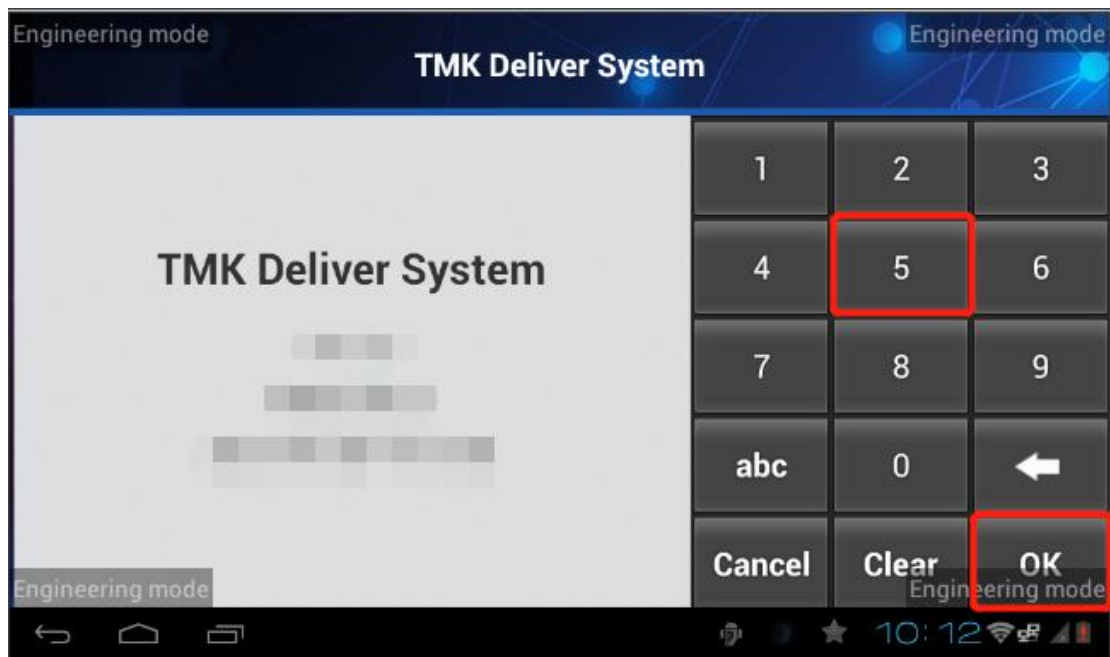 Engineering mode
Engineering mode
TMK Deliver System
TMK Deliver System
1 2 3
4 5 6
7 8 9
abc 0
Cancel Clear OK
Engineering mode
Engineering mode
10:12